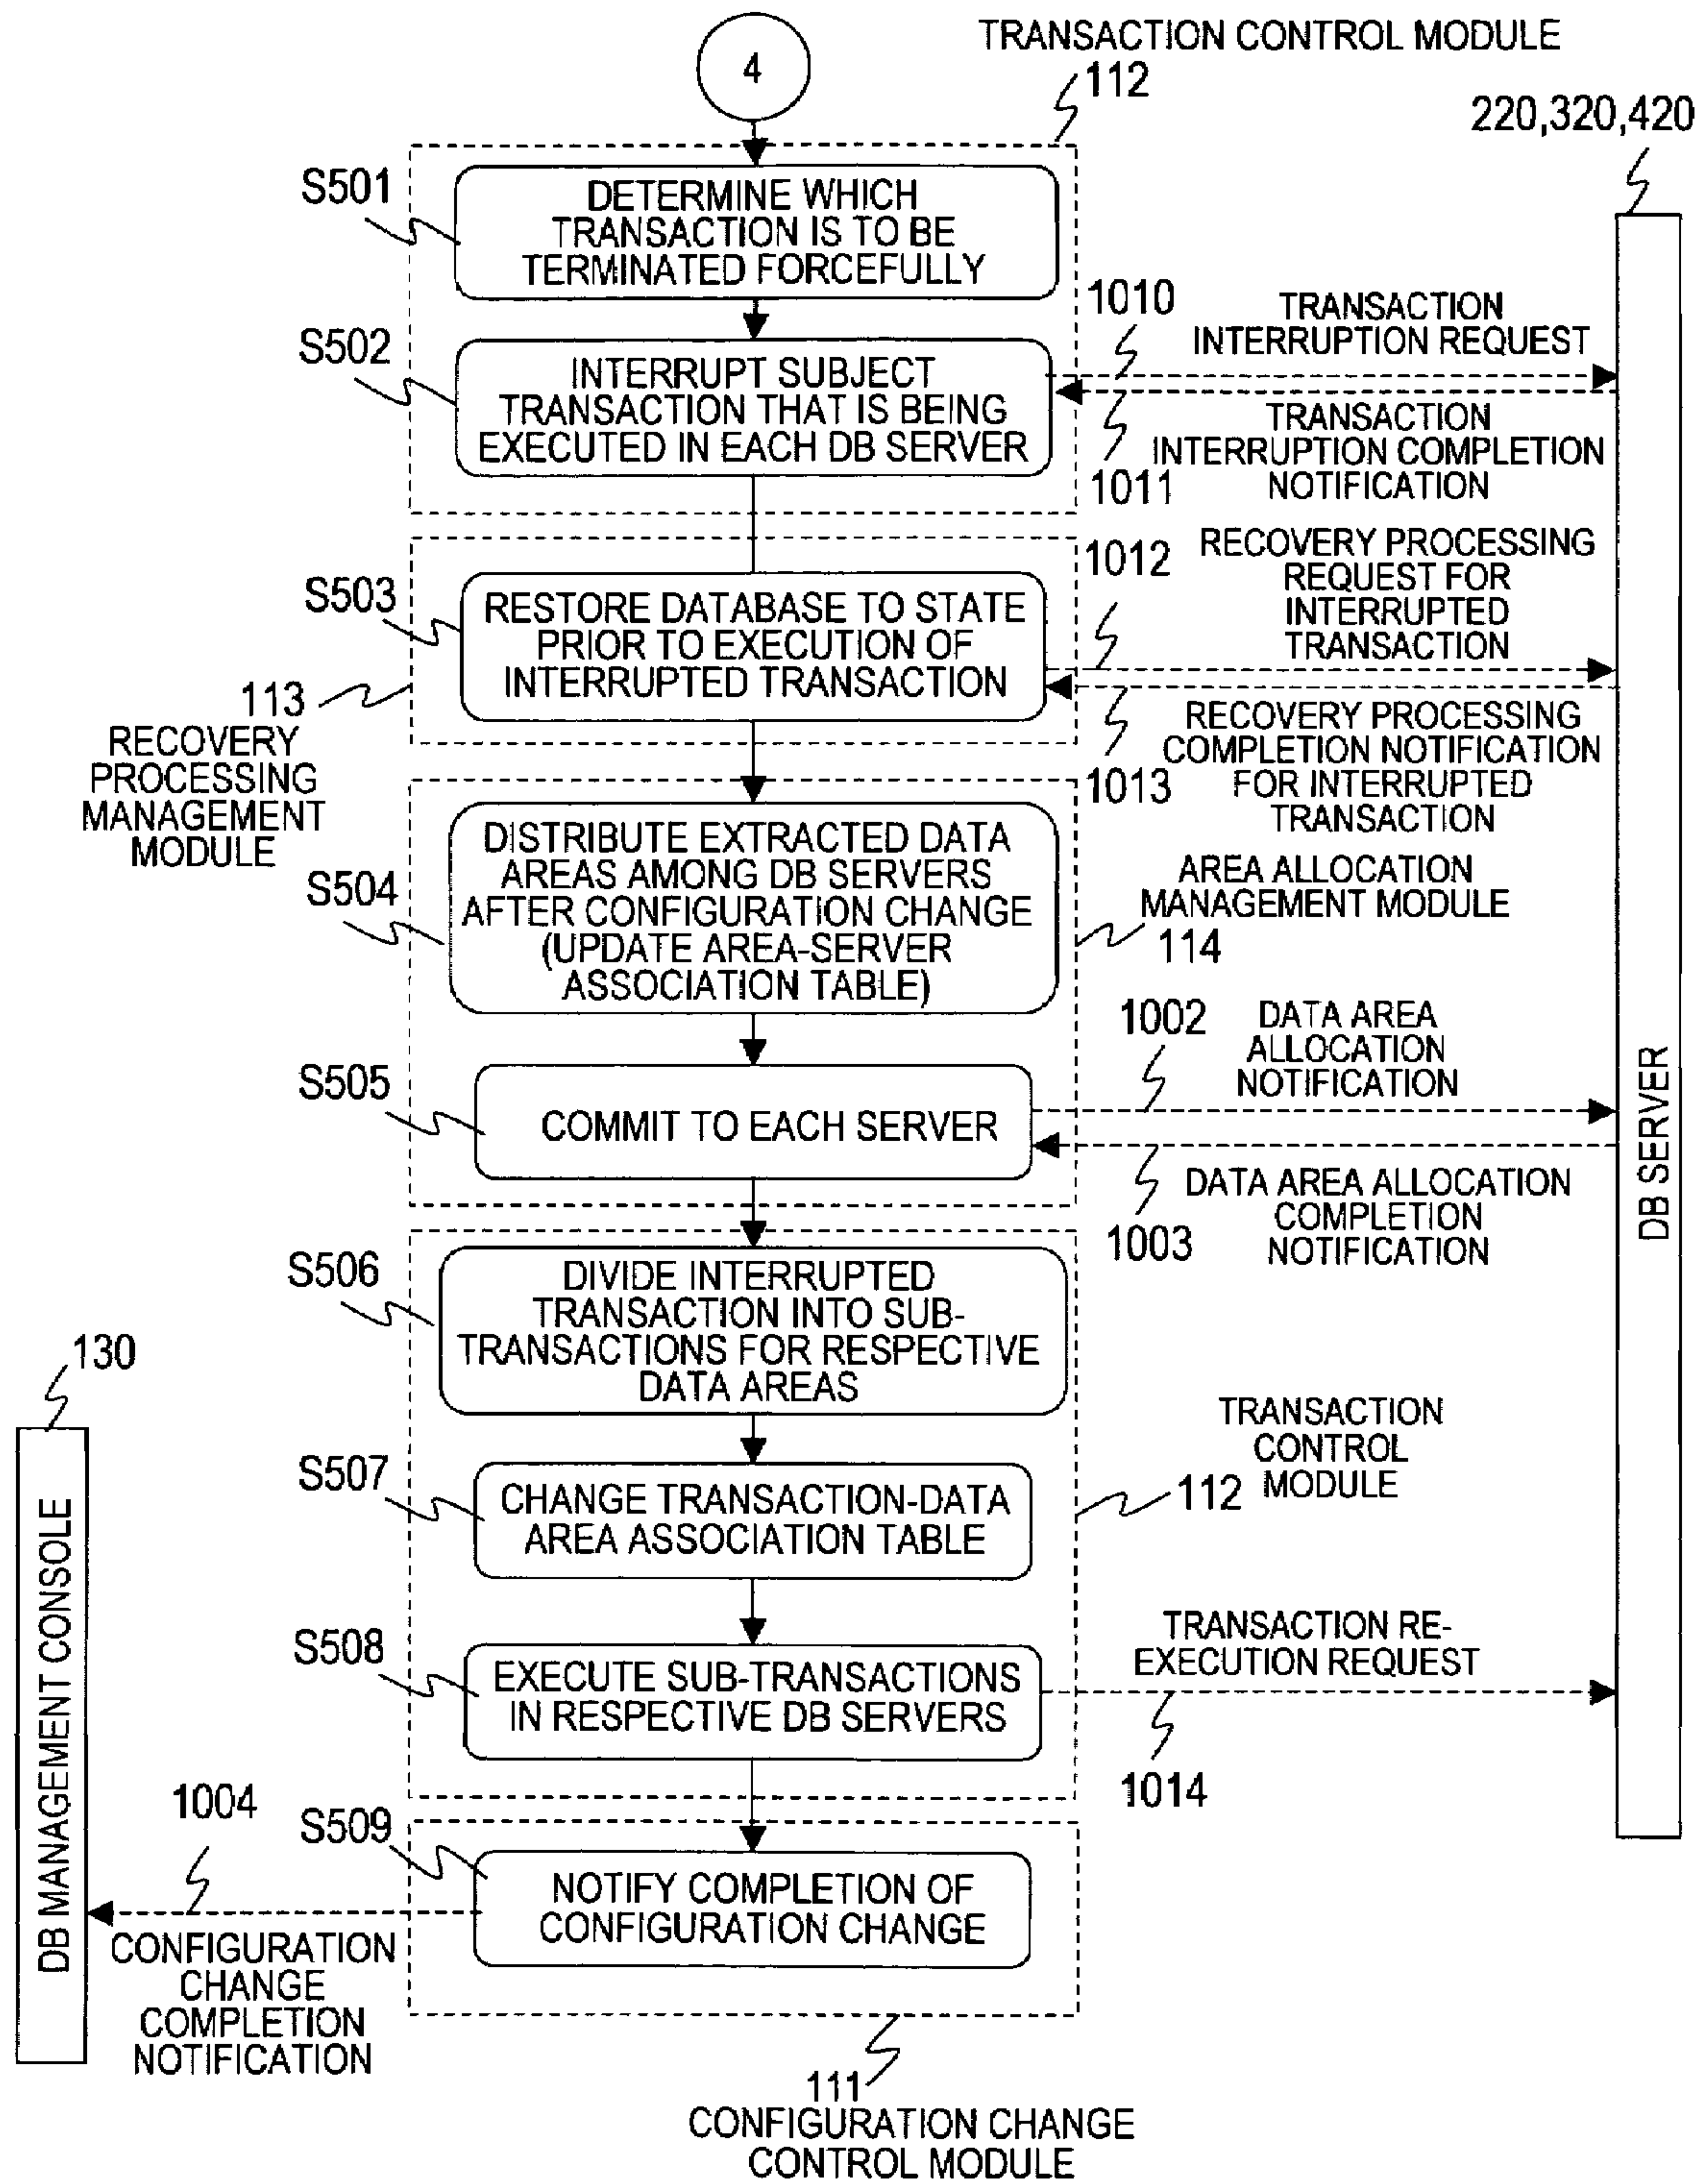 4
TRANSACTION CONTROL MODULE
112
220,320,420
S501
DETERMINE WHICH
TRANSACTION IS TO BE
TERMINATED FORCEFULLY
S502
INTERRUPT SUBJECT
TRANSACTION THAT IS BEING
EXECUTED IN EACH DB SERVER
1010
TRANSACTION
INTERRUPTION REQUEST
1011
TRANSACTION
INTERRUPTION COMPLETION
NOTIFICATION
S503
RESTORE DATABASE TO STATE
PRIOR TO EXECUTION OF
INTERRUPTED TRANSACTION
1012
RECOVERY PROCESSING
REQUEST FOR
INTERRUPTED
TRANSACTION
113
RECOVERY
PROCESSING
MANAGEMENT
MODULE
1013
RECOVERY PROCESSING
COMPLETION NOTIFICATION
FOR INTERRUPTED
TRANSACTION
S504
DISTRIBUTE EXTRACTED DATA
AREAS AMONG DB SERVERS
AFTER CONFIGURATION CHANGE
(UPDATE AREA-SERVER
ASSOCIATION TABLE)
AREA ALLOCATION
MANAGEMENT MODULE
114
S505
COMMIT TO EACH SERVER
1002
DATA AREA
ALLOCATION
NOTIFICATION
1003
DATA AREA ALLOCATION
COMPLETION
NOTIFICATION
DB SERVER
S506
DIVIDE INTERRUPTED
TRANSACTION INTO SUB-
TRANSACTIONS FOR RESPECTIVE
DATA AREAS
130
DB MANAGEMENT CONSOLE
S507
CHANGE TRANSACTION-DATA
AREA ASSOCIATION TABLE
TRANSACTION
CONTROL
MODULE
112
S508
EXECUTE SUB-TRANSACTIONS
IN RESPECTIVE DB SERVERS
TRANSACTION RE-
EXECUTION REQUEST
1014
S509
NOTIFY COMPLETION OF
CONFIGURATION CHANGE
1004
CONFIGURATION
CHANGE
COMPLETION
NOTIFICATION
111
CONFIGURATION CHANGE
CONTROL MODULE